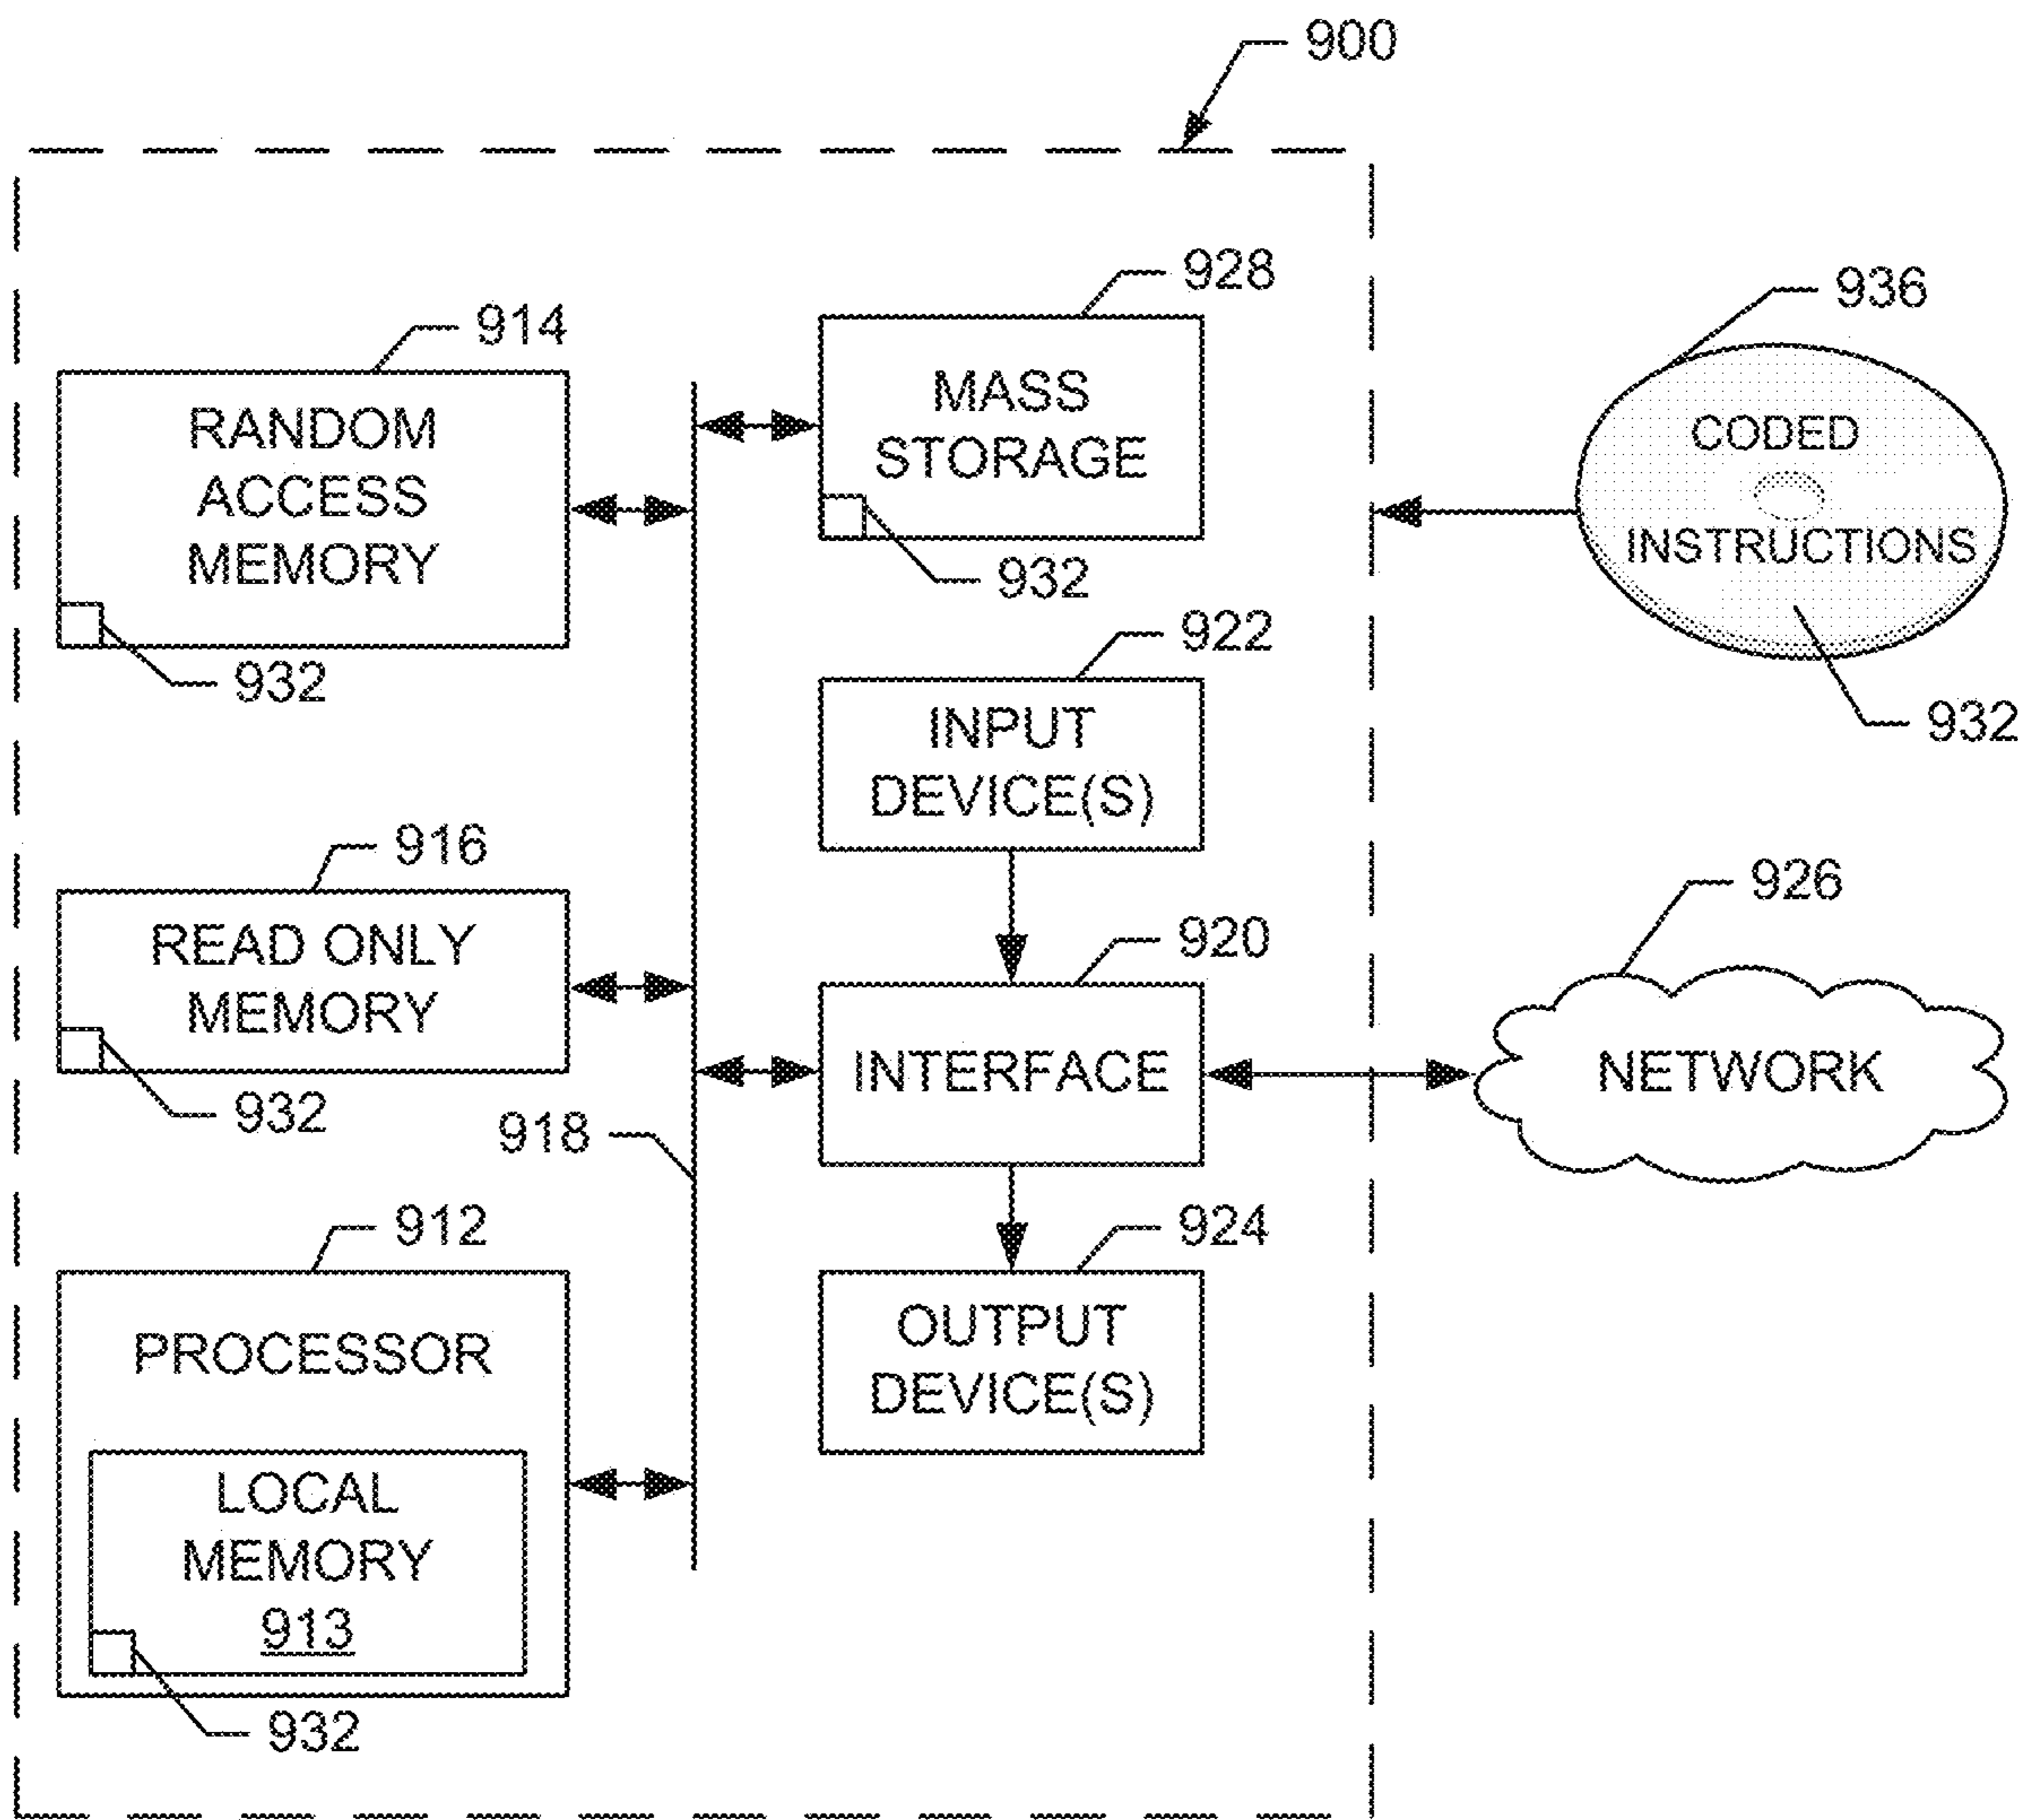 900
928
914
936
MASS
STORAGE
RANDOM
ACCESS
MEMORY
CODED
INSTRUCTIONS
932
932
922
932
INPUT
DEVICE(S)
916
926
920
READ ONLY
MEMORY
INTERFACE
NETWORK
932
918
912
924
PROCESSOR
OUTPUT
DEVICE(S)
LOCAL
MEMORY
913
932